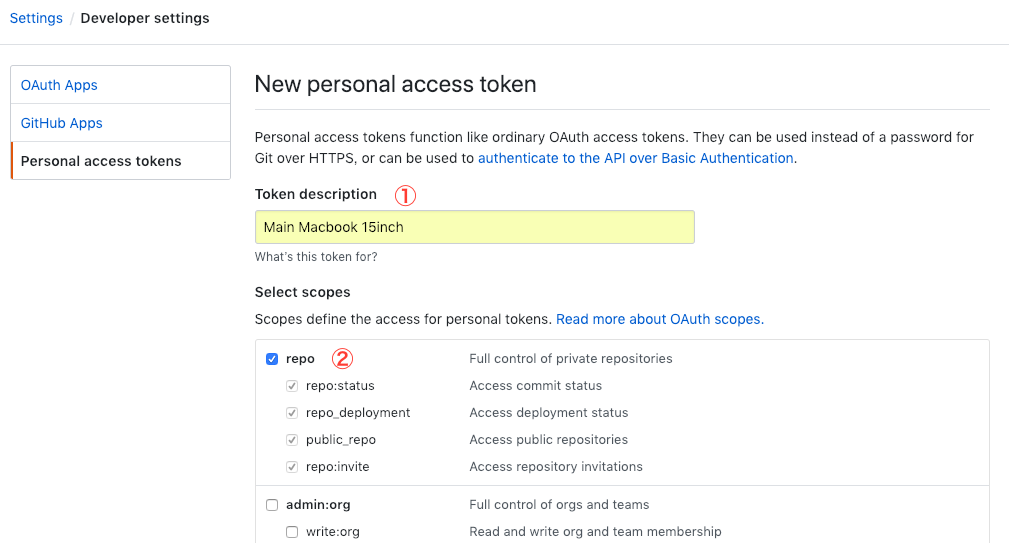 Settings / Developer settings
OAuth Apps
GitHub Apps
Personal access tokens
New personal access token
Personal access tokens function like ordinary OAuth access tokens. They can be used instead of a password for
Git over HTTPS, or can be used to authenticate to the API over Basic Authentication.
Token description ①
Main Macbook 15inch
What's this token for?
Select scopes
Scopes define the access for personal tokens. Read more about OAuth scopes.
repo ② Full control of private repositories
repo:status Access commit status
repo_deployment Access deployment status
public_repo Access public repositories
repo:invite Access repository invitations
admin:org Full control of orgs and teams
write:org Read and write org and team membership